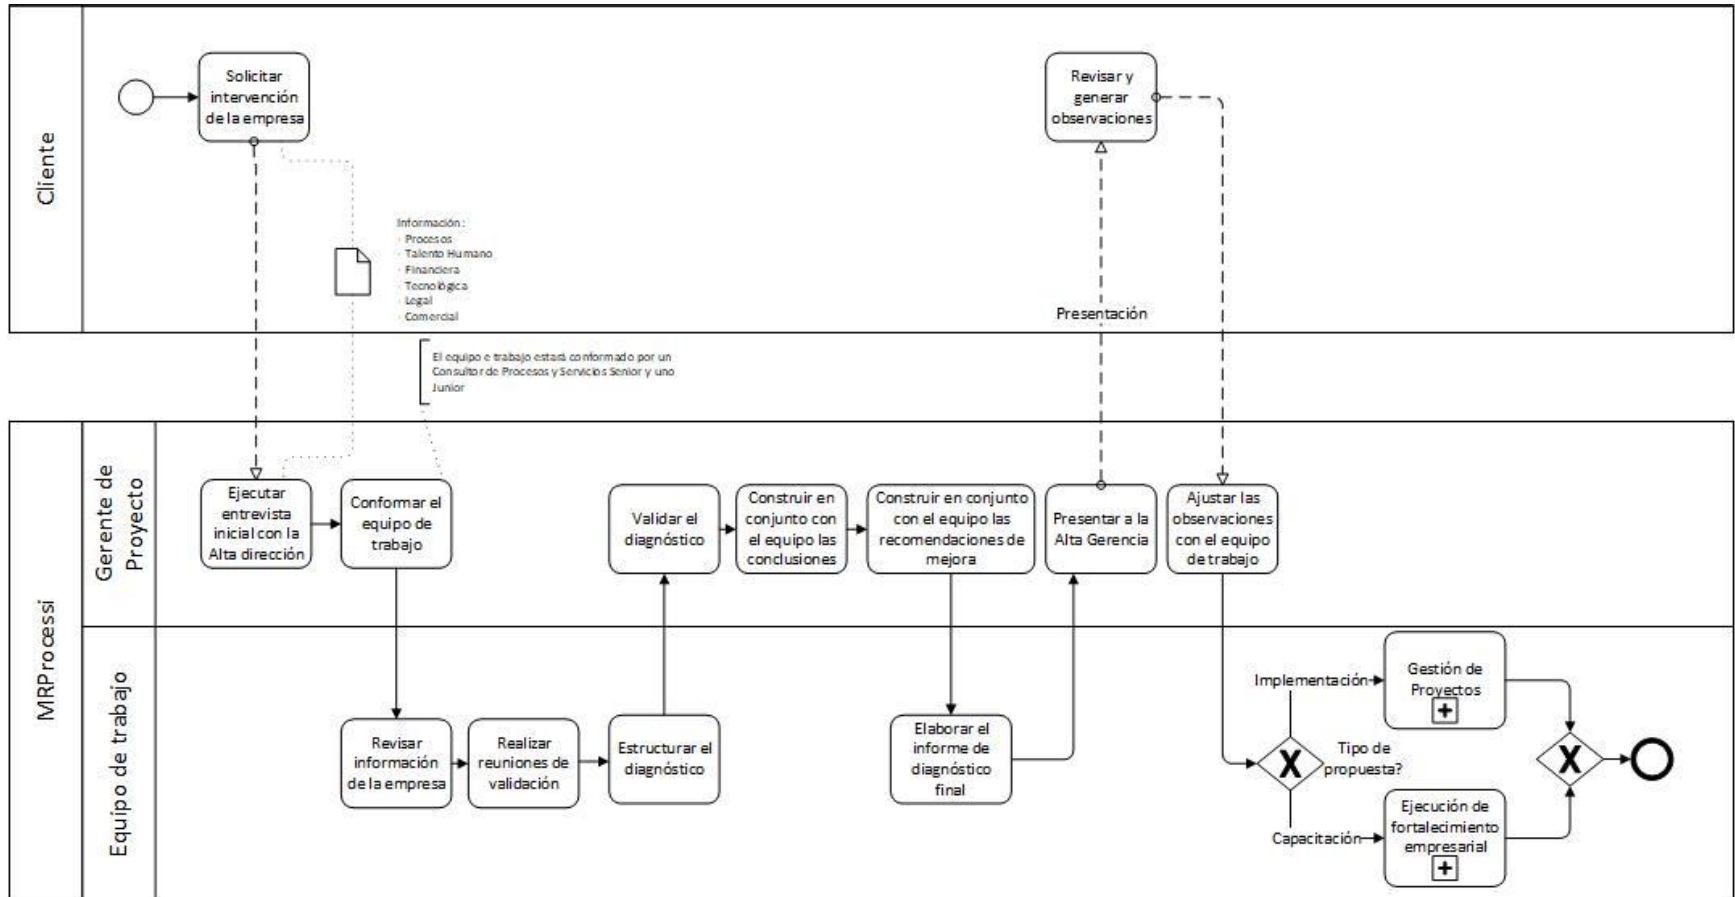 Cliente
Solicitar
intervención
de la empresa
Revisar y
generar
observaciones
Información:
· Procesos
· Talento Humano
· Financiera
· Tecnológica
· Legal
· Comercial
Presentación
El equipo e trabajo estará conformado por un
Consultor de Procesos y Servicios Senior y uno
Junior
MRProcessi
Gerente de
Proyecto
Ejecutar
entrevista
inicial con la
Alta dirección
Conformar el
equipo de
trabajo
Validar el
diagnóstico
Construir en
conjunto con
el equipo las
conclusiones
Construir en conjunto
con el equipo las
recomendaciones de
mejora
Presentar a la
Alta Gerencia
Ajustar las
observaciones
con el equipo
de trabajo
Equipo de trabajo
Revisar
información
de la empresa
Realizar
reuniones de
validación
Estructurar el
diagnóstico
Elaborar el
informe de
diagnóstico
final
Implementación
Gestión de
Proyectos
X
Tipo de
propuesta?
X
Capacitación
Ejecución de
fortalecimiento
empresarial